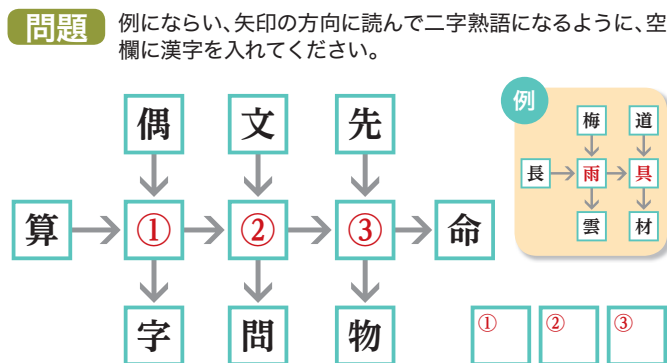 問題
例にならい、矢印の方向に読んで二字熟語になるように、空
欄に漢字を入れてください。
偶 文 先
算 ① ② ③ 命
字 問 物
例
梅 道
長 雨 具
雲 材
① ② ③